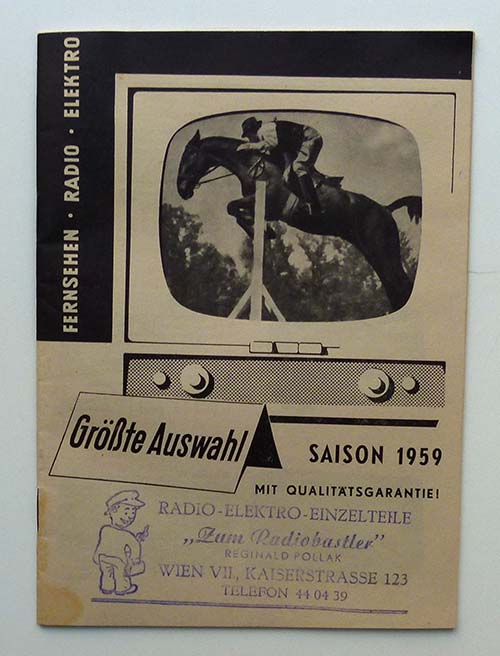 FERNSEHEN · RADIO · ELEKTRO
Größte Auswahl
SAISON 1959
MIT QUALITÄTSGARANTIE!
RADIO-ELEKTRO-EINZELTEILE
„Zum Radiobastler"
REGINALD POLLAK
WIEN VII., KAISERSTRASSE 123
TELEFON 44 04 39